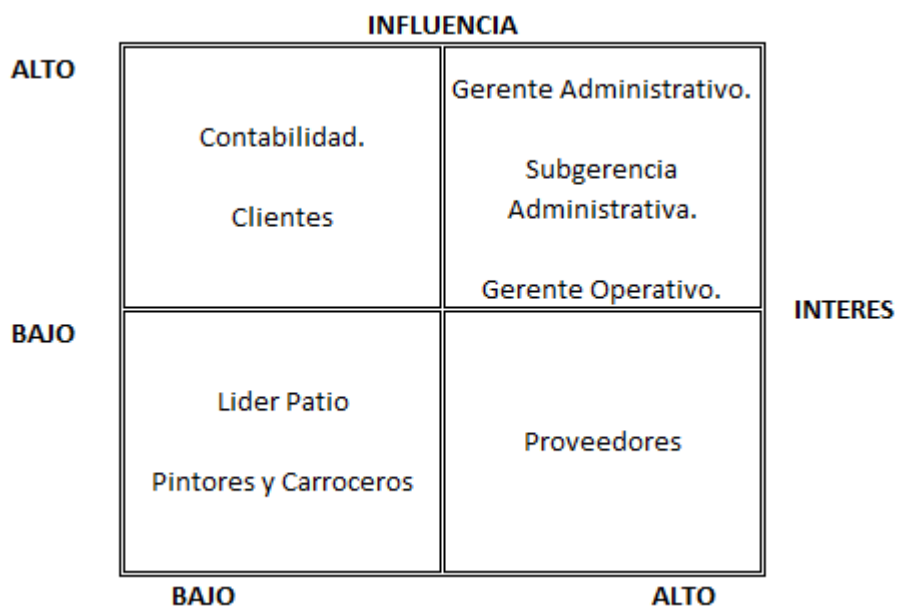 INFLUENCIA
ALTO
Contabilidad.
Clientes
Gerente Administrativo.
Subgerencia
Administrativa.
Gerente Operativo.
INTERES
BAJO
Lider Patio
Pintores y Carroceros
Proveedores
BAJO
ALTO